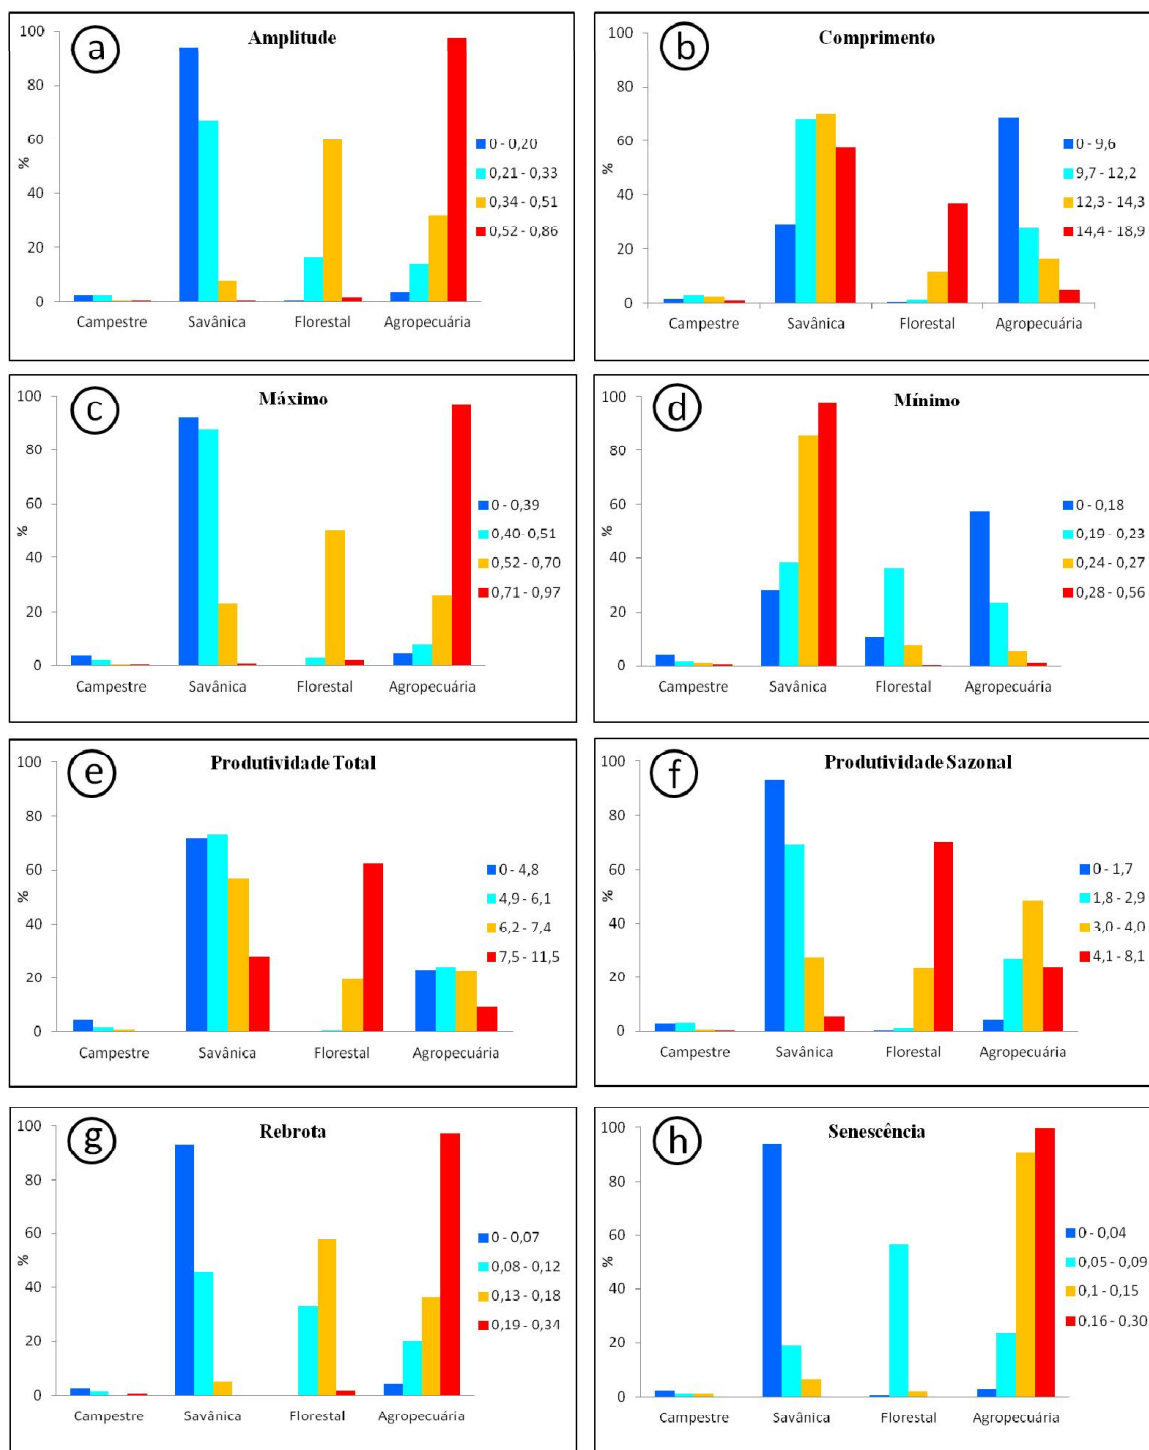 a
Amplitude
100
80
60
40
20
0
%
Campestre
Savânica
Florestal
Agropecuária
0 - 0,20
0,21 - 0,33
0,34 - 0,51
0,52 - 0,86
b
Comprimento
100
80
60
40
20
0
%
Campestre
Savânica
Florestal
Agropecuária
0 - 9,6
9,7 - 12,2
12,3 - 14,3
14,4 - 18,9
c
Máximo
100
80
60
40
20
0
%
Campestre
Savânica
Florestal
Agropecuária
0 - 0,39
0,40 - 0,51
0,52 - 0,70
0,71 - 0,97
d
Mínimo
100
80
60
40
20
0
%
Campestre
Savânica
Florestal
Agropecuária
0 - 0,18
0,19 - 0,23
0,24 - 0,27
0,28 - 0,56
e
Produtividade Total
100
80
60
40
20
0
%
Campestre
Savânica
Florestal
Agropecuária
0 - 4,8
4,9 - 6,1
6,2 - 7,4
7,5 - 11,5
f
Produtividade Sazonal
100
80
60
40
20
0
%
Campestre
Savânica
Florestal
Agropecuária
0 - 1,7
1,8 - 2,9
3,0 - 4,0
4,1 - 8,1
g
Rebrota
100
80
60
40
20
0
%
Campestre
Savânica
Florestal
Agropecuária
0 - 0,07
0,08 - 0,12
0,13 - 0,18
0,19 - 0,34
h
Senescência
100
80
60
40
20
0
%
Campestre
Savânica
Florestal
Agropecuária
0 - 0,04
0,05 - 0,09
0,1 - 0,15
0,16 - 0,30